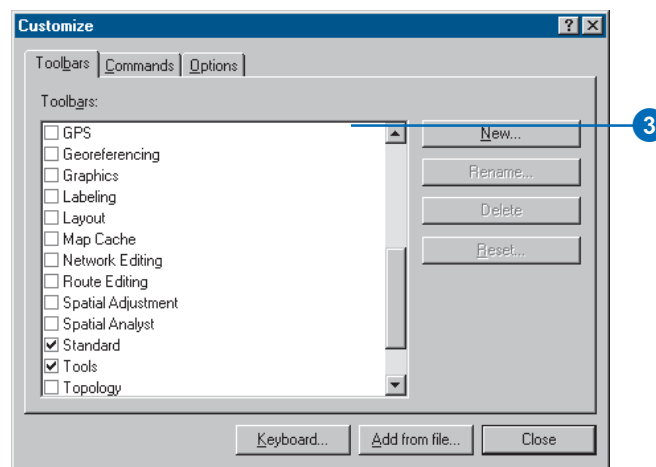 Customize
Toolbars Commands Options
Toolbars:
GPS
Georeferencing
Graphics
Labeling
Layout
Map Cache
Network Editing
Route Editing
Spatial Adjustment
Spatial Analyst
Standard
Tools
Topology
New...
Rename...
Delete
Reset...
3
Keyboard... Add from file... Close